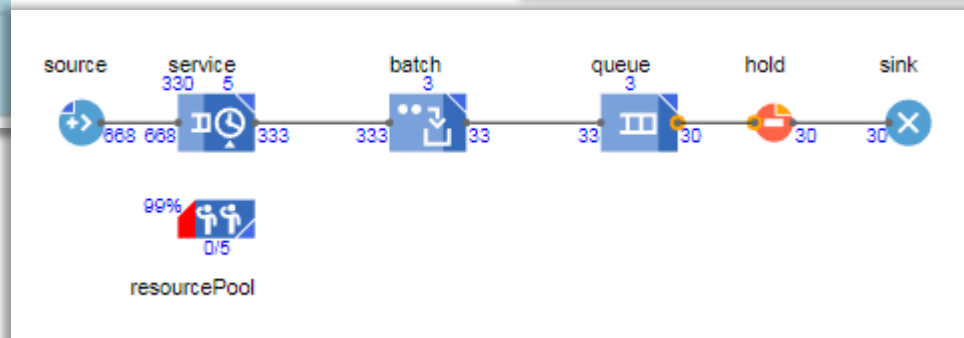 source service batch queue hold sink
330 5 3 3
668 668 333 333 33 33 30 30 30
99%
0/5
resourcePool